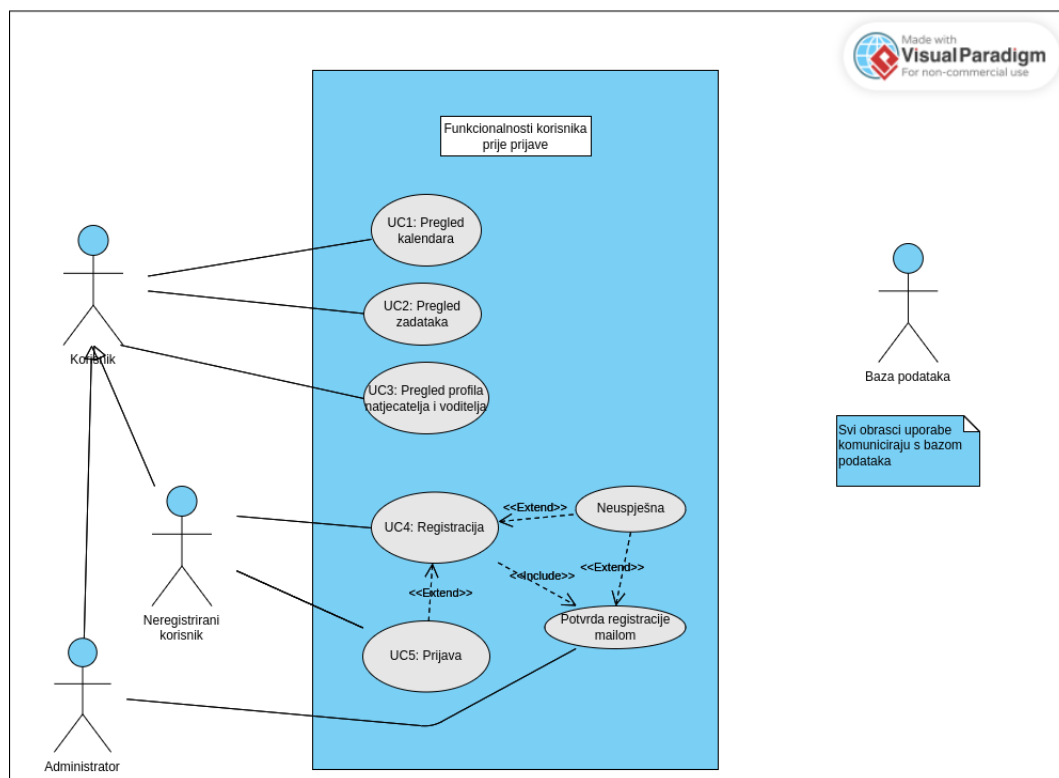 Made with
Visual Paradigm
For non-commercial use
Funkcionalnosti korisnika
prije prijave
UC1: Pregled
kalendara
UC2: Pregled
zadataka
Korisnik
Baza podataka
UC3: Pregled profila
natjecatelja i voditelja
Svi obrasci uporabe
komuniciraju s bazom
podataka
<<Extend>>
Neuspješna
UC4: Registracija
<<Include>>
<<Extend>>
<<Extend>>
Neregistrirani
korisnik
Potvrda registracije
mailom
UC5: Prijava
Administrator